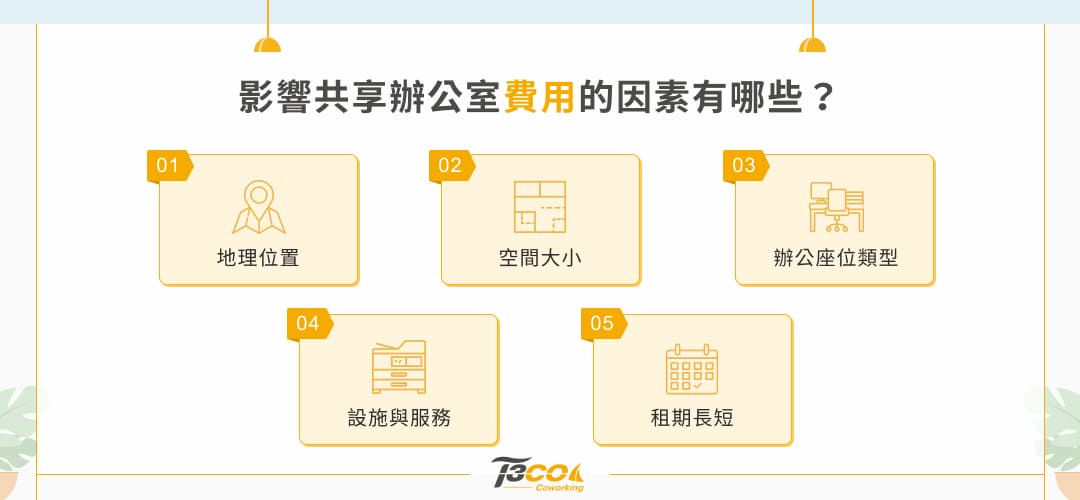 影響共享辦公室費用的因素有哪些？
01
地理位置
02
空間大小
03
辦公座位類型
04
設施與服務
05
租期長短
Coworking